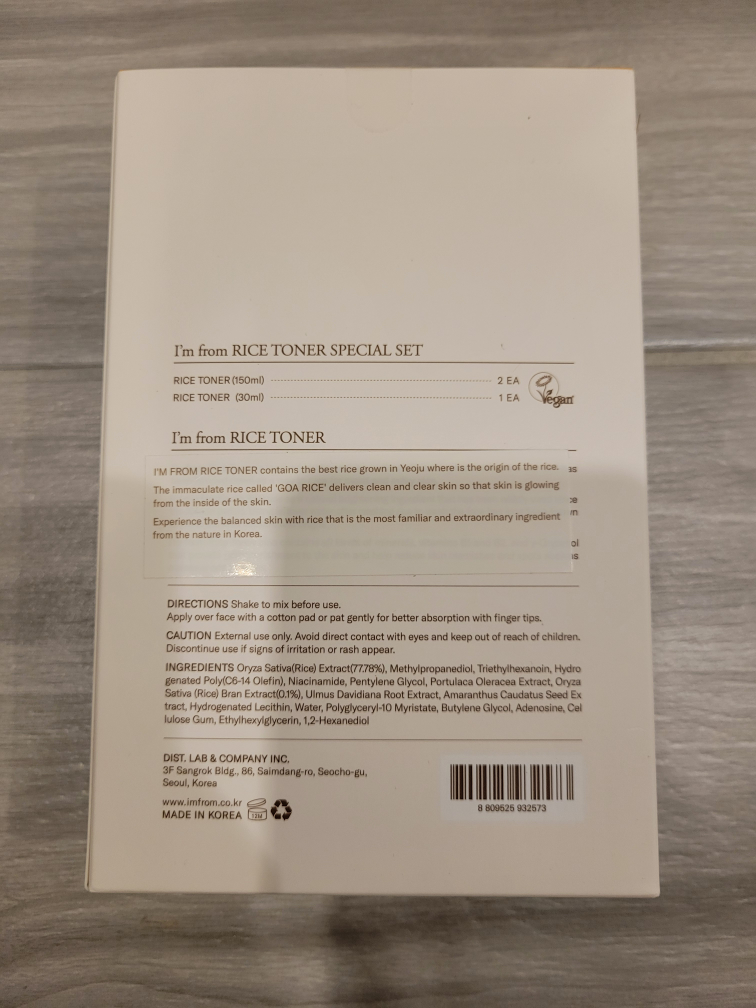 I'm from RICE TONER SPECIAL SET
RICE TONER (150ml) 2 EA
RICE TONER (30ml) 1 EA
Vegan
I'm from RICE TONER
I'M FROM RICE TONER contains the best rice grown in Yeoju where is the origin of the rice.
The immaculate rice called 'GOA RICE' delivers clean and clear skin so that skin is glowing
from the inside of the skin.
Experience the balanced skin with rice that is the most familiar and extraordinary ingredient
from the nature in Korea.
DIRECTIONS Shake to mix before use.
Apply over face with a cotton pad or pat gently for better absorption with finger tips.
CAUTION External use only. Avoid direct contact with eyes and keep out of reach of children.
Discontinue use if signs of irritation or rash appear.
INGREDIENTS Oryza Sativa(Rice) Extract(77.78%), Methylpropanediol, Triethylhexanoin, Hydro
genated Poly(C6-14 Olefin), Niacinamide, Pentylene Glycol, Portulaca Oleracea Extract, Oryza
Sativa (Rice) Bran Extract(0.1%), Ulmus Davidiana Root Extract, Amaranthus Caudatus Seed Ex
tract, Hydrogenated Lecithin, Water, Polyglyceryl-10 Myristate, Butylene Glycol, Adenosine, Cel
lulose Gum, Ethylhexylglycerin, 1,2-Hexanediol
DIST. LAB & COMPANY INC.
3F Sangrok Bldg., 86, Saimdang-ro, Seocho-gu,
Seoul, Korea
www.imfrom.co.kr
12M
MADE IN KOREA
8 809525 932573